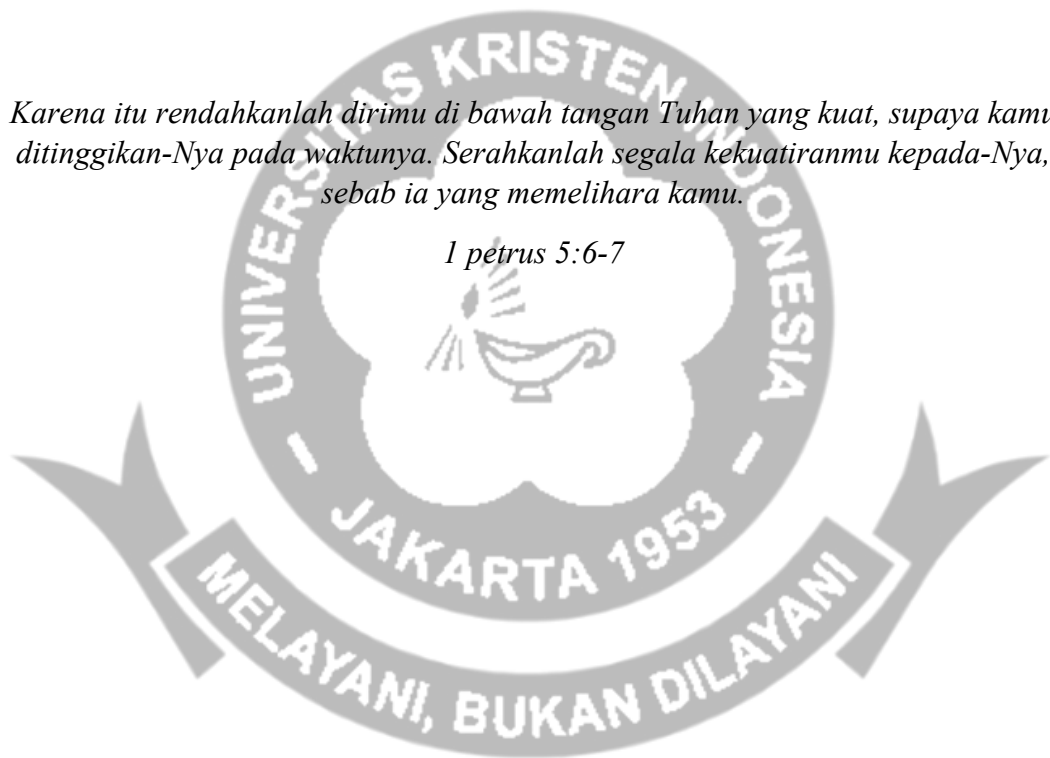 Karena itu rendahkanlah dirimu di bawah tangan Tuhan yang kuat, supaya kamu
ditinggikan-Nya pada waktunya. Serahkanlah segala kekuatiranmu kepada-Nya,
sebab ia yang memelihara kamu.
1 petrus 5:6-7
UNIVERSITAS KRISTEN INDONESIA
- JAKARTA 1953 -
MELAYANI, BUKAN DILAYANI